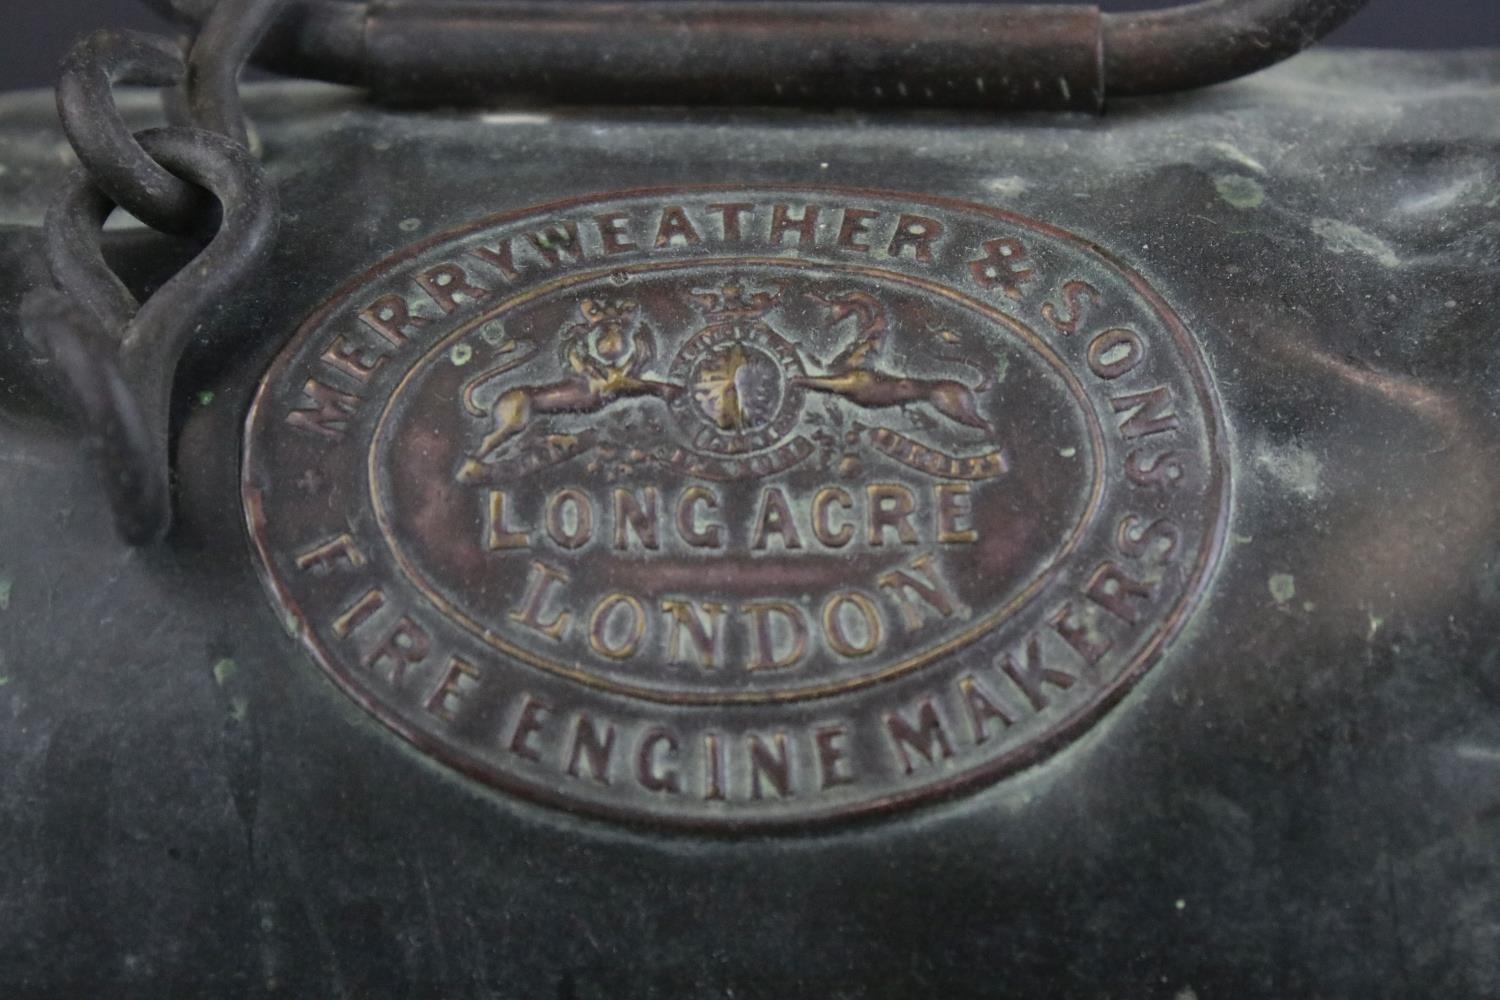 MERRYWEATHER & SONS
LONG ACRE
LONDON
FIRE ENGINE MAKERS